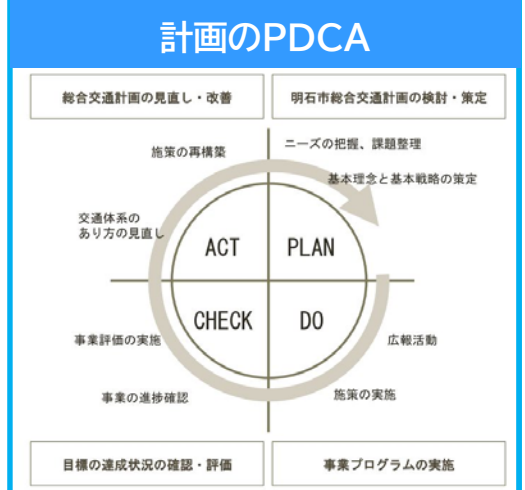 計画のPDCA
総合交通計画の見直し・改善
明石市総合交通計画の検討・策定
施策の再構築
ニーズの把握、課題整理
基本理念と基本戦略の策定
交通体系の
あり方の見直し
ACT
PLAN
CHECK
DO
事業評価の実施
広報活動
事業の進捗確認
施策の実施
目標の達成状況の確認・評価
事業プログラムの実施